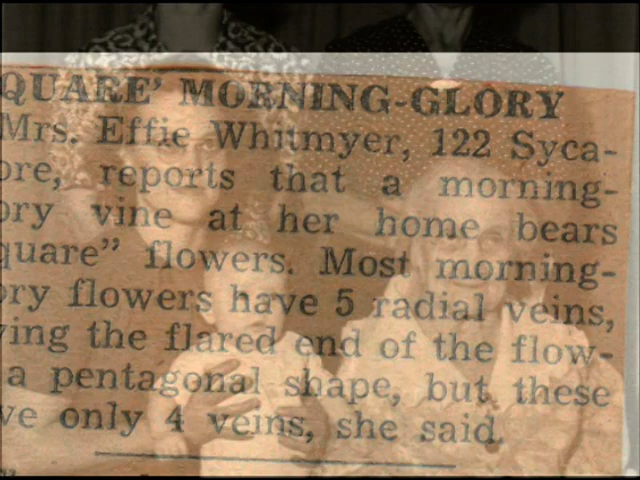 QUARE' MORNING-GLORY
Mrs. Effie Whitmyer, 122 Syca-
ore, reports that a morning-
ory vine at her home bears
quare" flowers. Most morning-
ory flowers have 5 radial veins,
ing the flared end of the flow-
a pentagonal shape, but these
ve only 4 veins, she said.